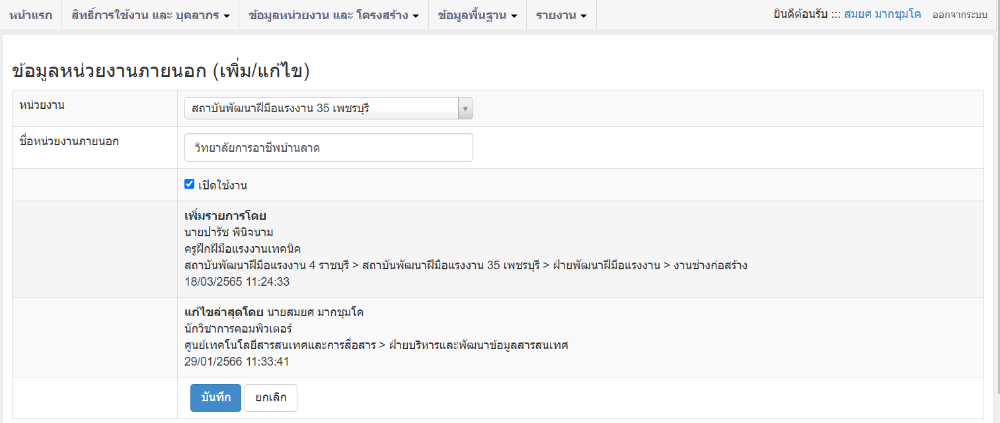 หน้าแรก สิทธิ์การใช้งาน และ บุคลากร ข้อมูลหน่วยงาน และ โครงสร้าง ข้อมูลพื้นฐาน รายงาน ยินดีต้อนรับ ::: สมยศ มากชุมโค ออกจากระบบ
ข้อมูลหน่วยงานภายนอก (เพิ่ม/แก้ไข)
หน่วยงาน สถาบันพัฒนาฝีมือแรงงาน 35 เพชรบุรี
ชื่อหน่วยงานภายนอก วิทยาลัยการอาชีพบ้านลาด
เปิดใช้งาน
เพิ่มรายการโดย
นายปารัช พินิจนาม
ครูฝึกฝีมือแรงงานเทคนิค
สถาบันพัฒนาฝีมือแรงงาน 4 ราชบุรี > สถาบันพัฒนาฝีมือแรงงาน 35 เพชรบุรี > ฝ่ายพัฒนาฝีมือแรงงาน > งานช่างก่อสร้าง
18/03/2565 11:24:33
แก้ไขล่าสุดโดย นายสมยศ มากชุมโค
นักวิชาการคอมพิวเตอร์
ศูนย์เทคโนโลยีสารสนเทศและการสื่อสาร > ฝ่ายบริหารและพัฒนาข้อมูลสารสนเทศ
29/01/2566 11:33:41
บันทึก ยกเลิก